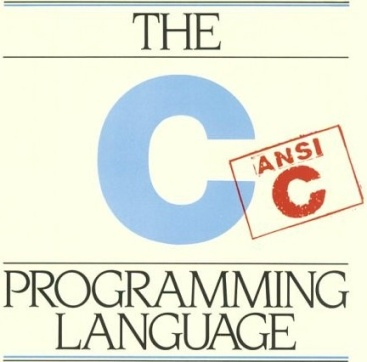 THE
C
ANSI
C
PROGRAMMING
LANGUAGE